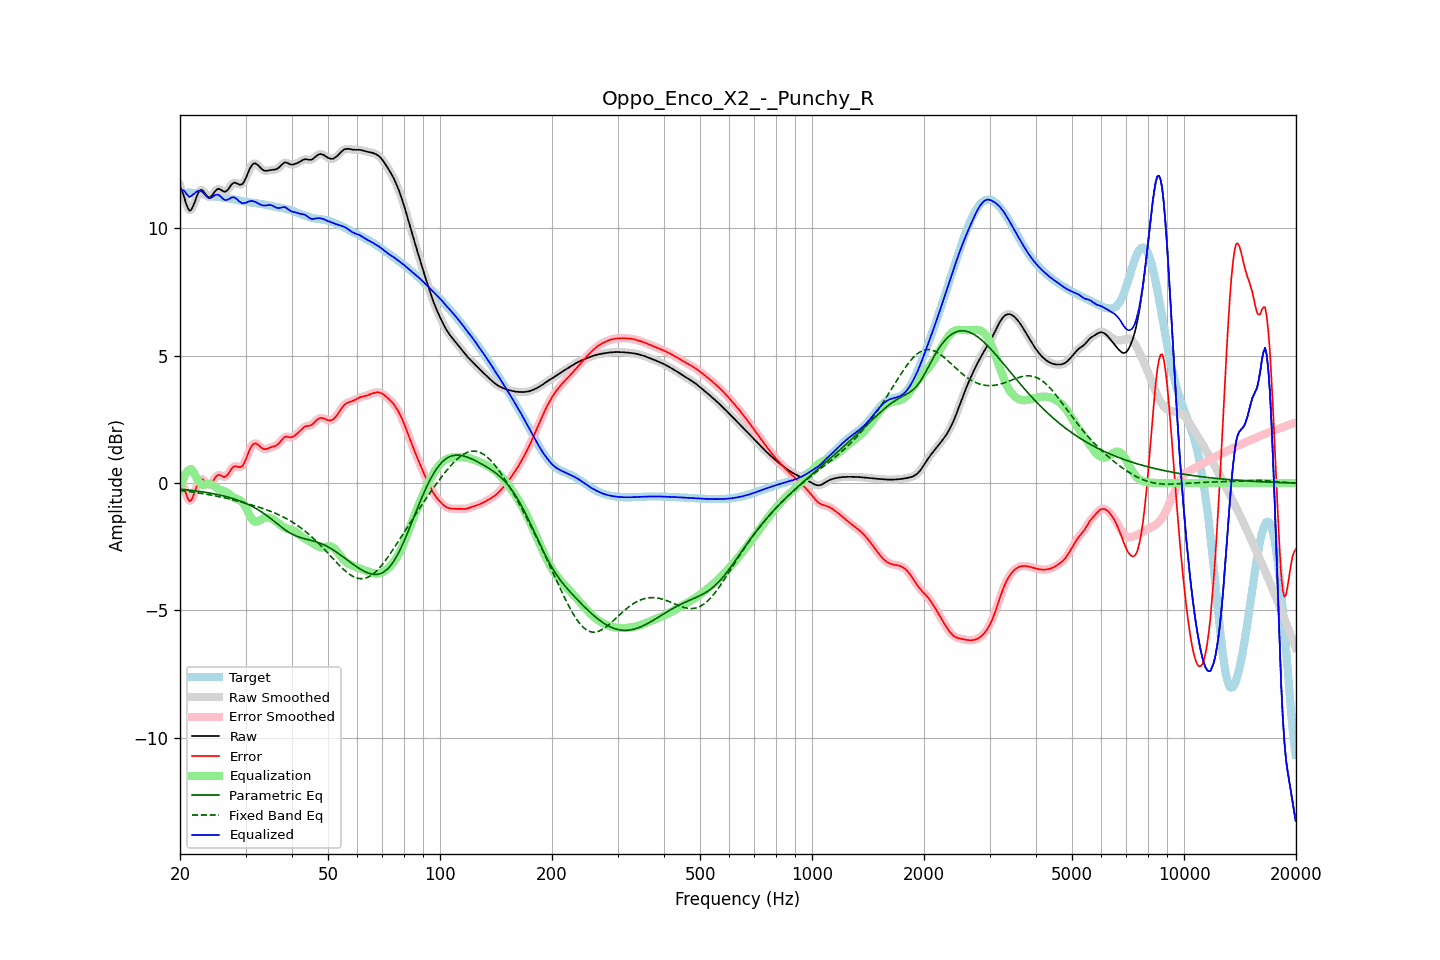 Oppo_Enco_X2_-_Punchy_R
Amplitude (dBr)
10
5
0
−5
−10
Target
Raw Smoothed
Error Smoothed
Raw
Error
Equalization
Parametric Eq
Fixed Band Eq
Equalized
20 50 100 200 500 1000 2000 5000 10000 20000
Frequency (Hz)